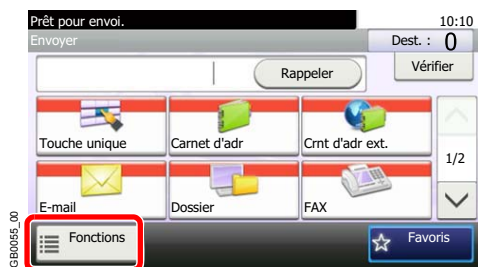 Prêt pour envoi.
10:10
Envoyer
Dest. : 0
Rappeler
Vérifier
Touche unique
Carnet d'adr
Crnt d'adr ext.
1/2
E-mail
Dossier
FAX
Fonctions
Favoris
GB0055_00